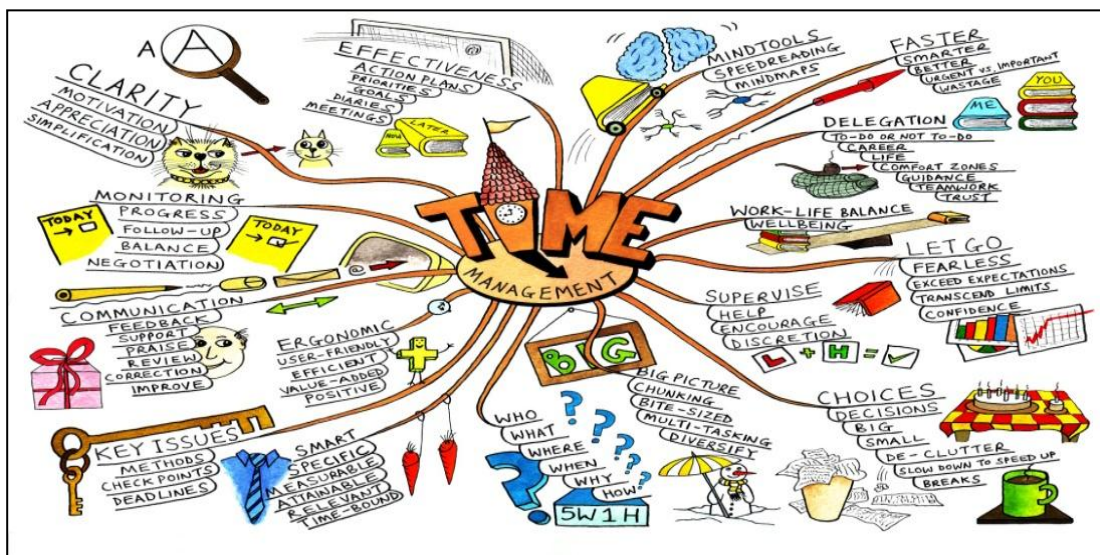 A A
CLARITY
MOTIVATION
APPRECIATION
SIMPLIFICATION
EFFECTIVENESS
ACTION PLANS
PRIORITIES
GOALS
DIARIES
MEETINGS
NOW
LATER
@
MINDTOOLS
SPEEDREADING
MINDMAPS
FASTER
SMARTER
BETTER
URGENT VS. IMPORTANT
WASTAGE
ME
YOU
DELEGATION
TO-DO OR NOT TO-DO
CAREER
LIFE
COMFORT ZONES
GUIDANCE
TEAMWORK
TRUST
MONITORING
PROGRESS
FOLLOW-UP
BALANCE
NEGOTIATION
TODAY
TODAY
TIME
MANAGEMENT
WORK-LIFE BALANCE
WELLBEING
LET GO
FEARLESS
EXCEED EXPECTATIONS
TRANSCEND LIMITS
CONFIDENCE
COMMUNICATION
FEEDBACK
SUPPORT
PRAISE
REVIEW
CORRECTION
IMPROVE
@
ERGONOMIC
USER-FRIENDLY
EFFICIENT
VALUE-ADDED
POSITIVE
SUPERVISE
HELP
ENCOURAGE
DISCRETION
L + H =
BIG
BIG PICTURE
CHUNKING
BITE-SIZED
MULTI-TASKING
DIVERSIFY
CHOICES
DECISIONS
BIG
SMALL
DE-CLUTTER
SLOW DOWN TO SPEED UP
BREAKS
KEY ISSUES
METHODS
CHECK POINTS
DEADLINES
SMART
SPECIFIC
MEASURABLE
ATTAINABLE
RELEVANT
TIME-BOUND
WHO
WHAT
WHERE
WHEN
WHY
HOW
? ? ? ? ? ? ?
5W1H